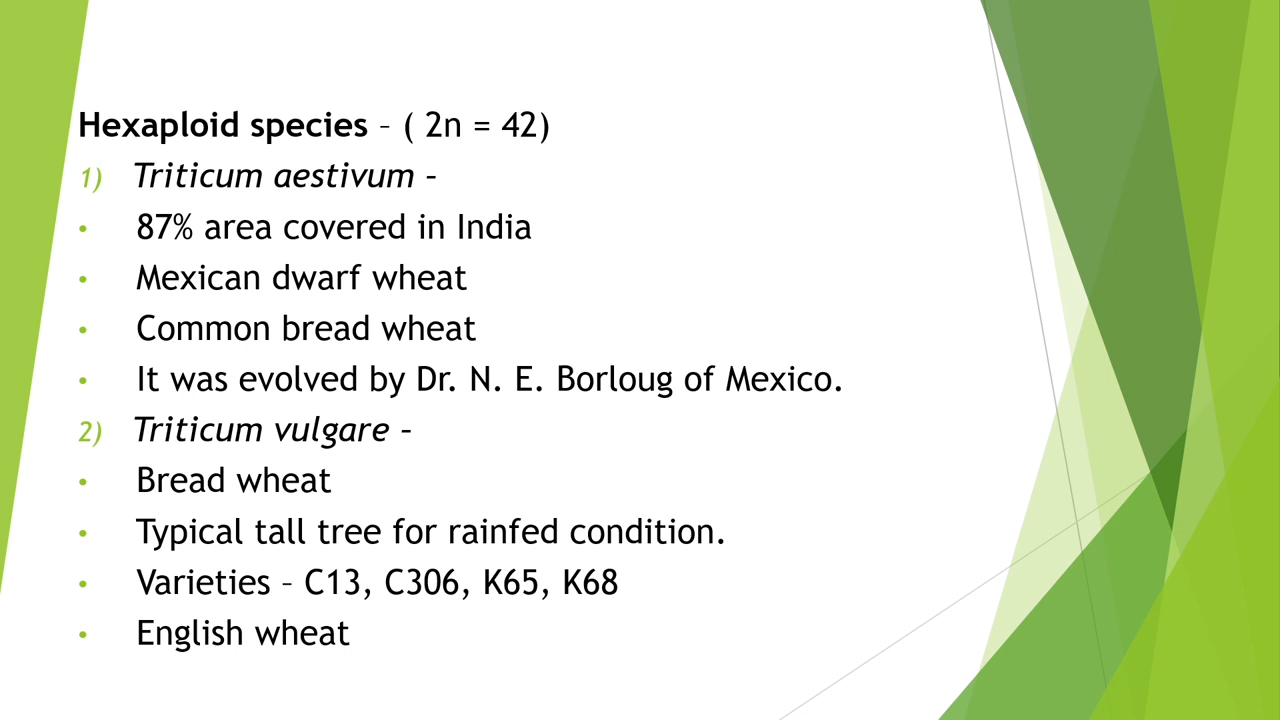 Hexaploid species – ( 2n = 42)
1) Triticum aestivum –
• 87% area covered in India
• Mexican dwarf wheat
• Common bread wheat
• It was evolved by Dr. N. E. Borloug of Mexico.
2) Triticum vulgare –
• Bread wheat
• Typical tall tree for rainfed condition.
• Varieties – C13, C306, K65, K68
• English wheat